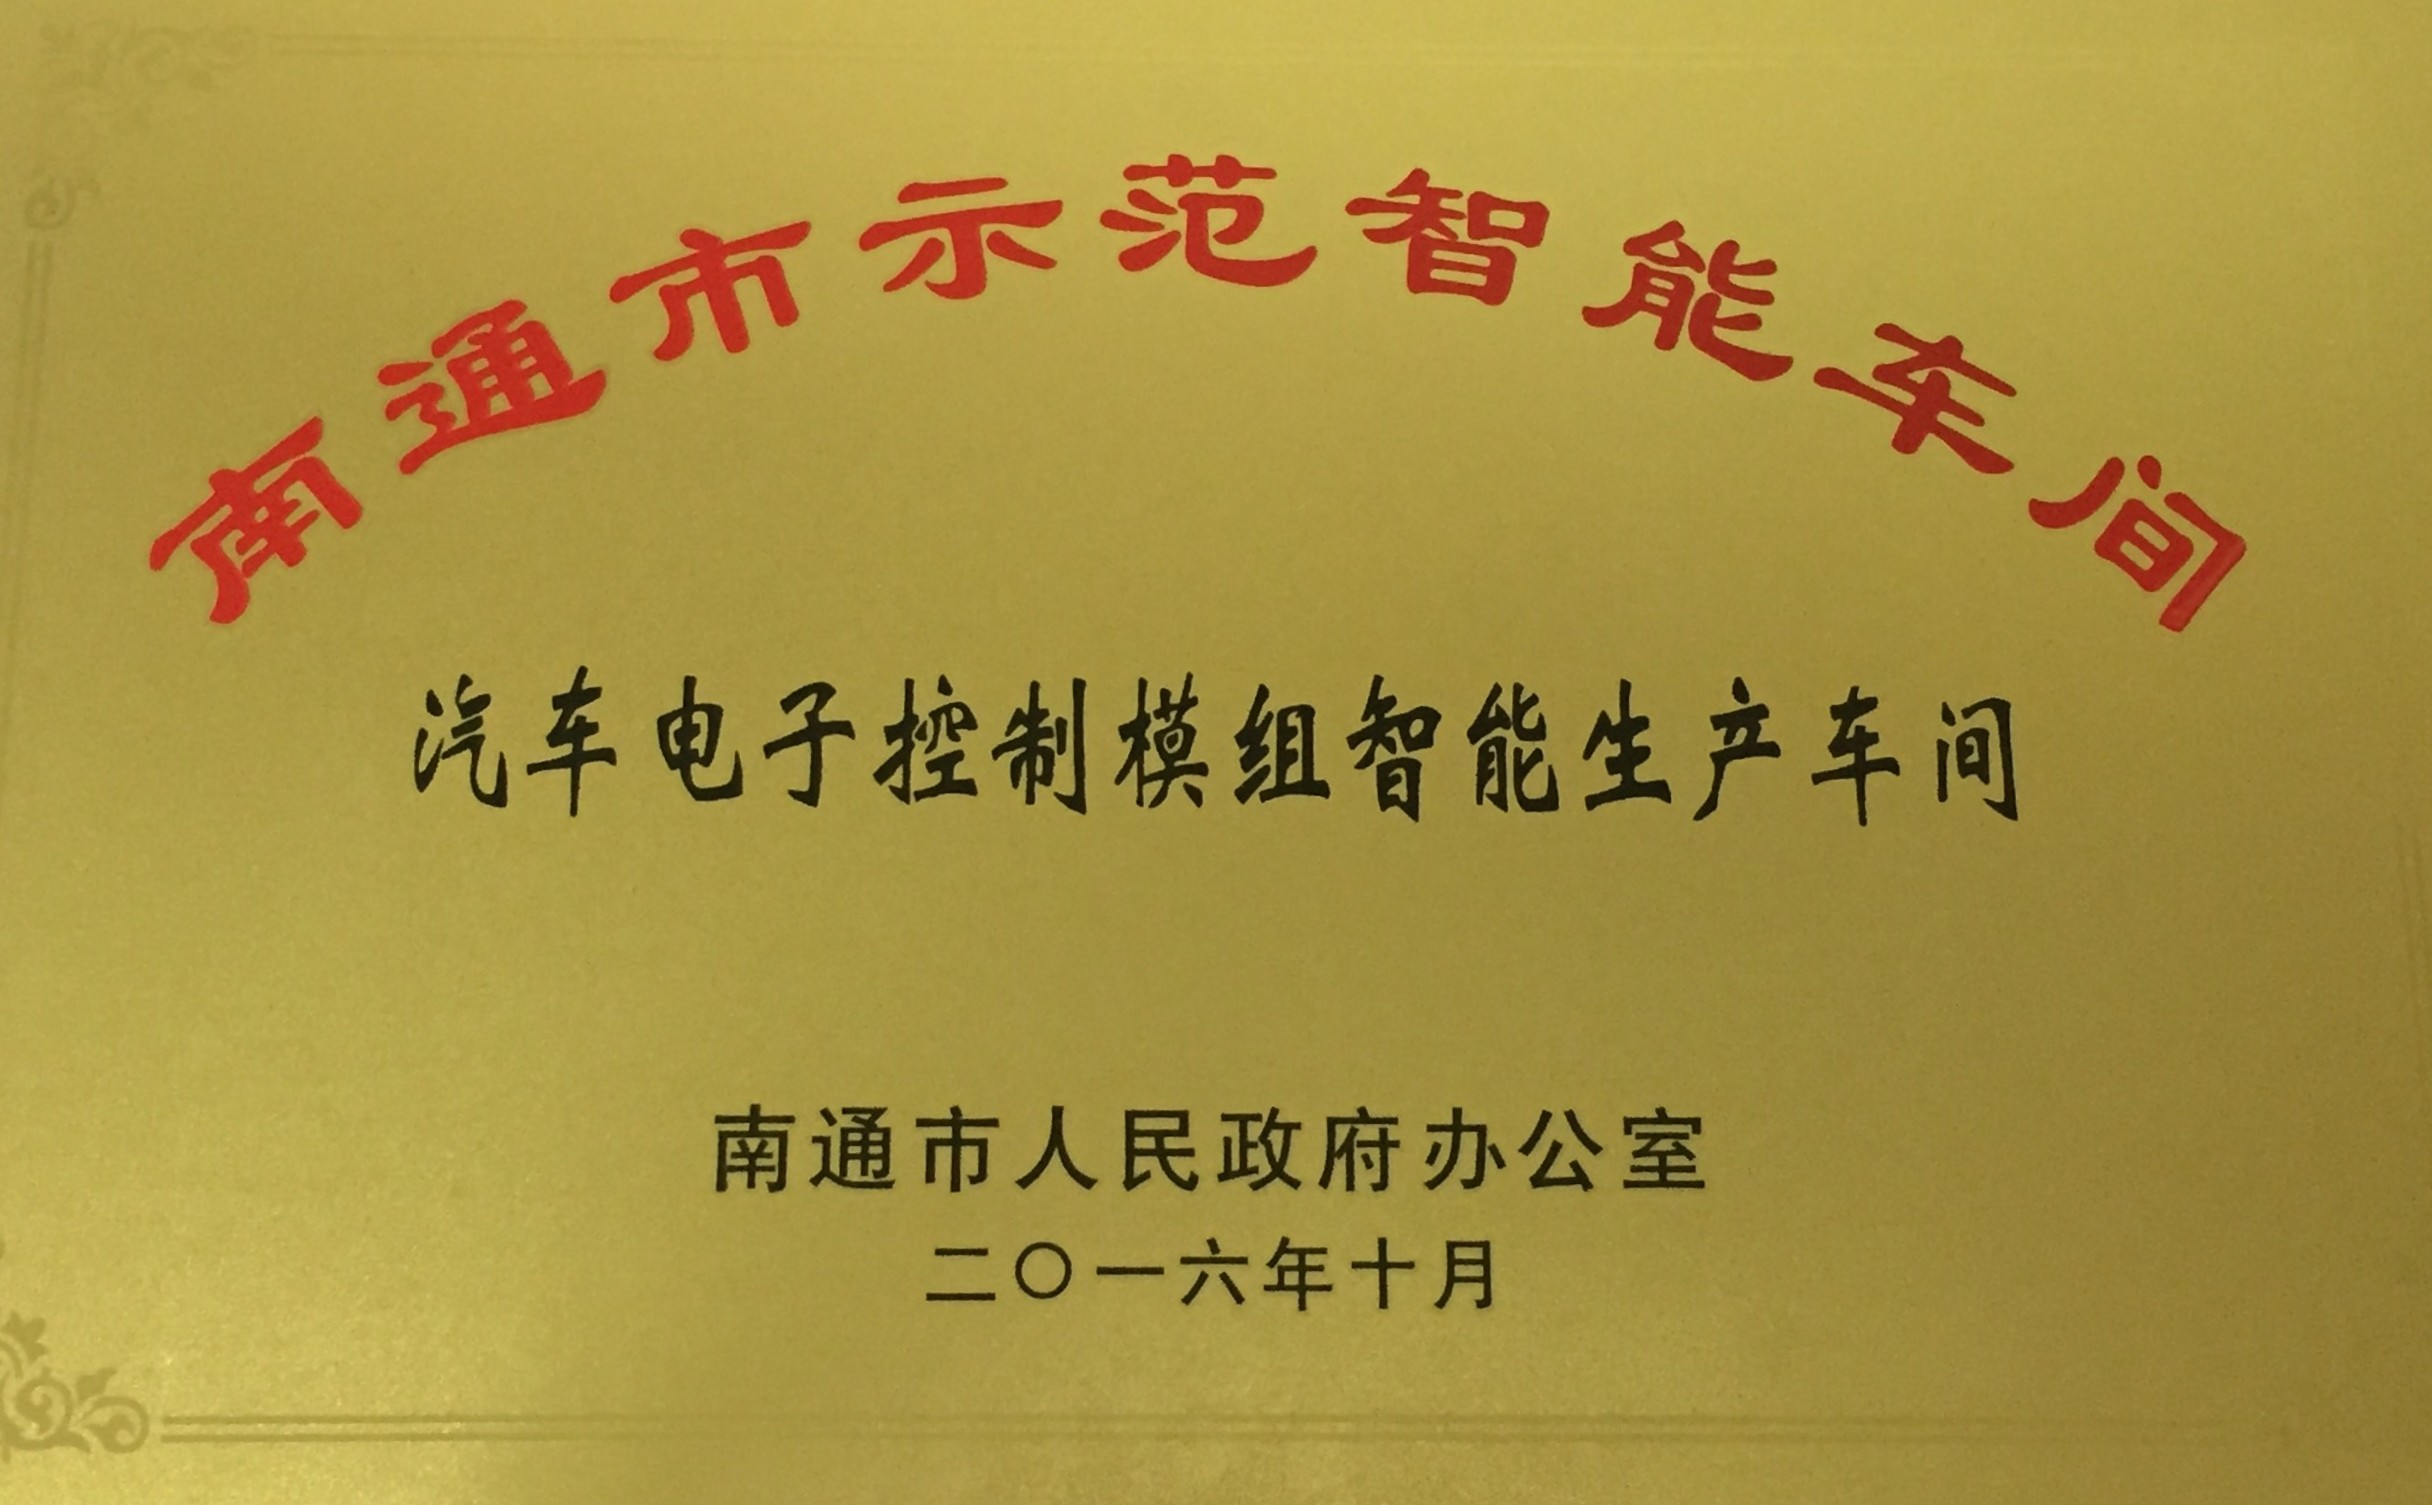 南通市示范智能车间
汽车电子控制模组智能生产车间
南通市人民政府办公室
二〇一六年十月